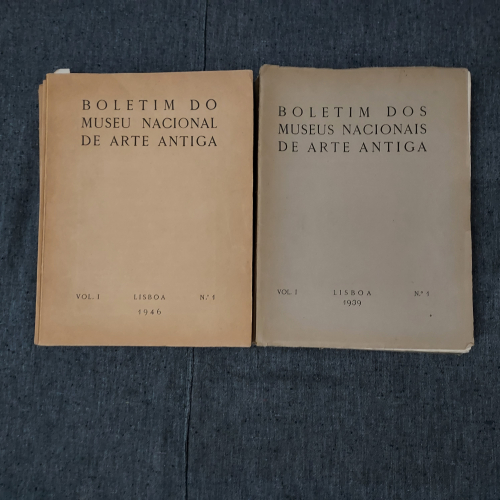 BOLETIM DO
MUSEU NACIONAL
DE ARTE ANTIGA
VOL. I LISBOA N.º 1
1946
BOLETIM DOS
MUSEUS NACIONAIS
DE ARTE ANTIGA
VOL. I LISBOA N.º 1
1939